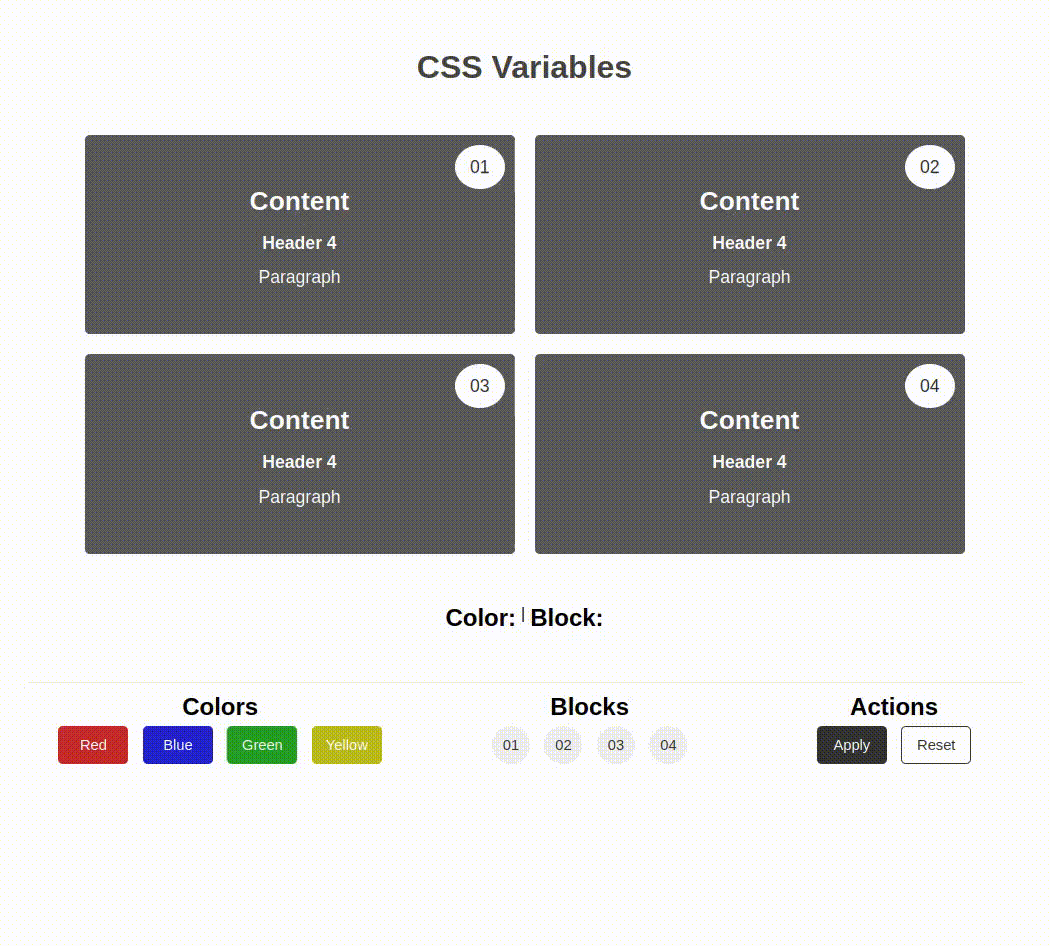 CSS Variables
01
Content
Header 4
Paragraph
02
Content
Header 4
Paragraph
03
Content
Header 4
Paragraph
04
Content
Header 4
Paragraph
Color: | Block:
Colors
Red Blue Green Yellow
Blocks
01 02 03 04
Actions
Apply Reset